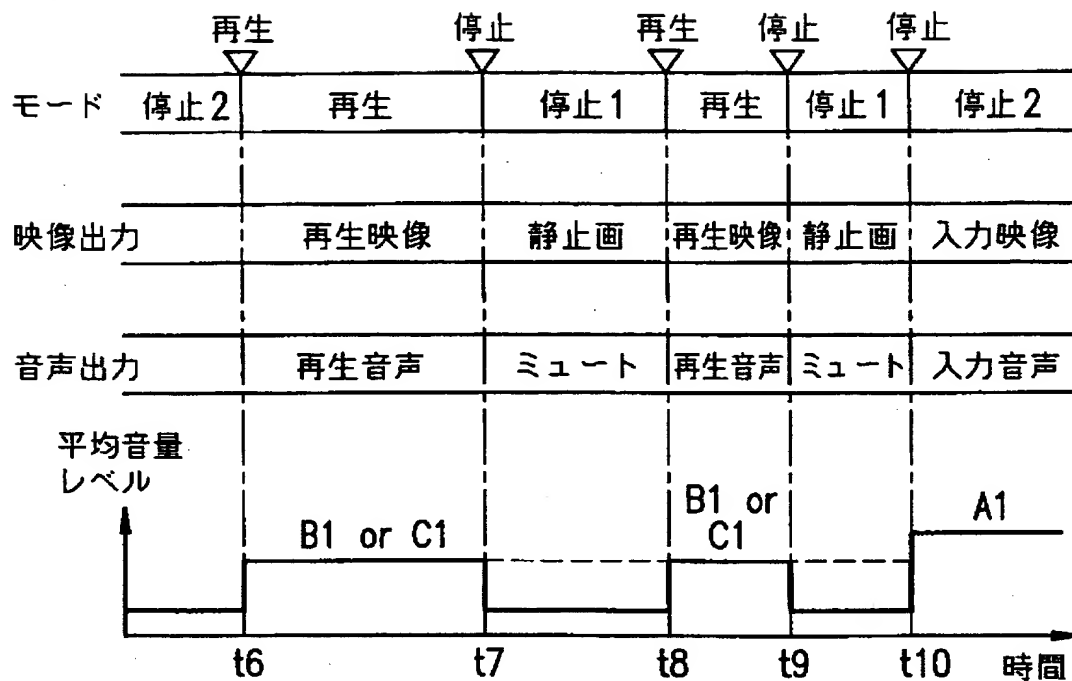 再生 停止 再生 停止 停止
モード 停止2 再生 停止1 再生 停止1 停止2
映像出力 再生映像 静止画 再生映像 静止画 入力映像
音声出力 再生音声 ミュート 再生音声 ミュート 入力音声
平均音量
レベル
B1 or C1
B1 or
C1
A1
t6 t7 t8 t9 t10 時間